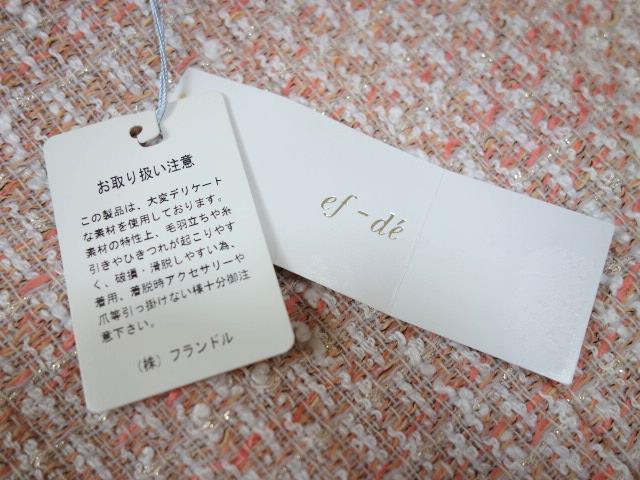 お取り扱い注意
この製品は、大変デリケート
な素材を使用しております。
素材の特性上、毛羽立ちや糸
引きやひきつれが起こりやす
く、破損・滑脱しやすい為、
着用、着脱時アクセサリーや
爪等引っ掛けない様十分御注
意下さい。
(株) フランドル
ef-dé